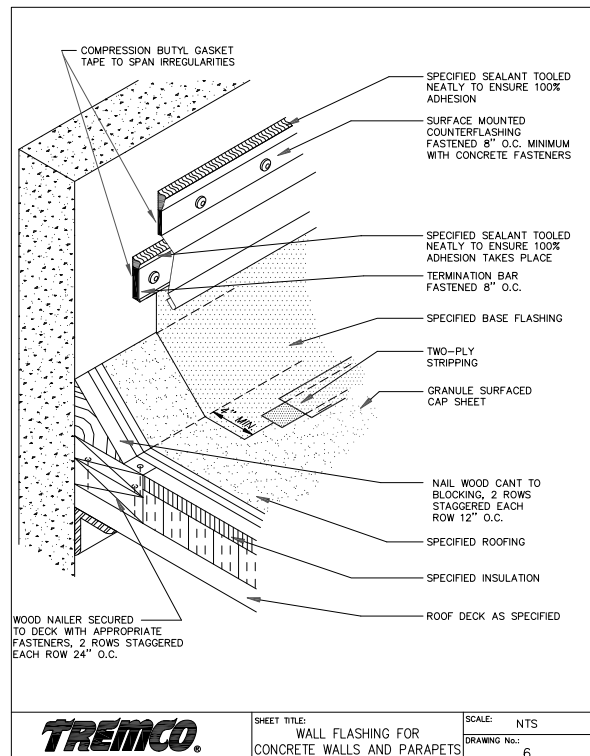 COMPRESSION BUTYL GASKET
TAPE TO SPAN IRREGULARITIES
SPECIFIED SEALANT TOOLED
NEATLY TO ENSURE 100%
ADHESION
SURFACE MOUNTED
COUNTERFLASHING
FASTENED 8" O.C. MINIMUM
WITH CONCRETE FASTENERS
SPECIFIED SEALANT TOOLED
NEATLY TO ENSURE 100%
ADHESION TAKES PLACE
TERMINATION BAR
FASTENED 8" O.C.
SPECIFIED BASE FLASHING
TWO-PLY
STRIPPING
GRANULE SURFACED
CAP SHEET
4" MIN.
NAIL WOOD CANT TO
BLOCKING, 2 ROWS
STAGGERED EACH
ROW 12" O.C.
SPECIFIED ROOFING
SPECIFIED INSULATION
ROOF DECK AS SPECIFIED
WOOD NAILER SECURED
TO DECK WITH APPROPRIATE
FASTENERS, 2 ROWS STAGGERED
EACH ROW 24" O.C.
TREMCO®
SHEET TITLE:
WALL FLASHING FOR
CONCRETE WALLS AND PARAPETS
SCALE: NTS
DRAWING No.:
6